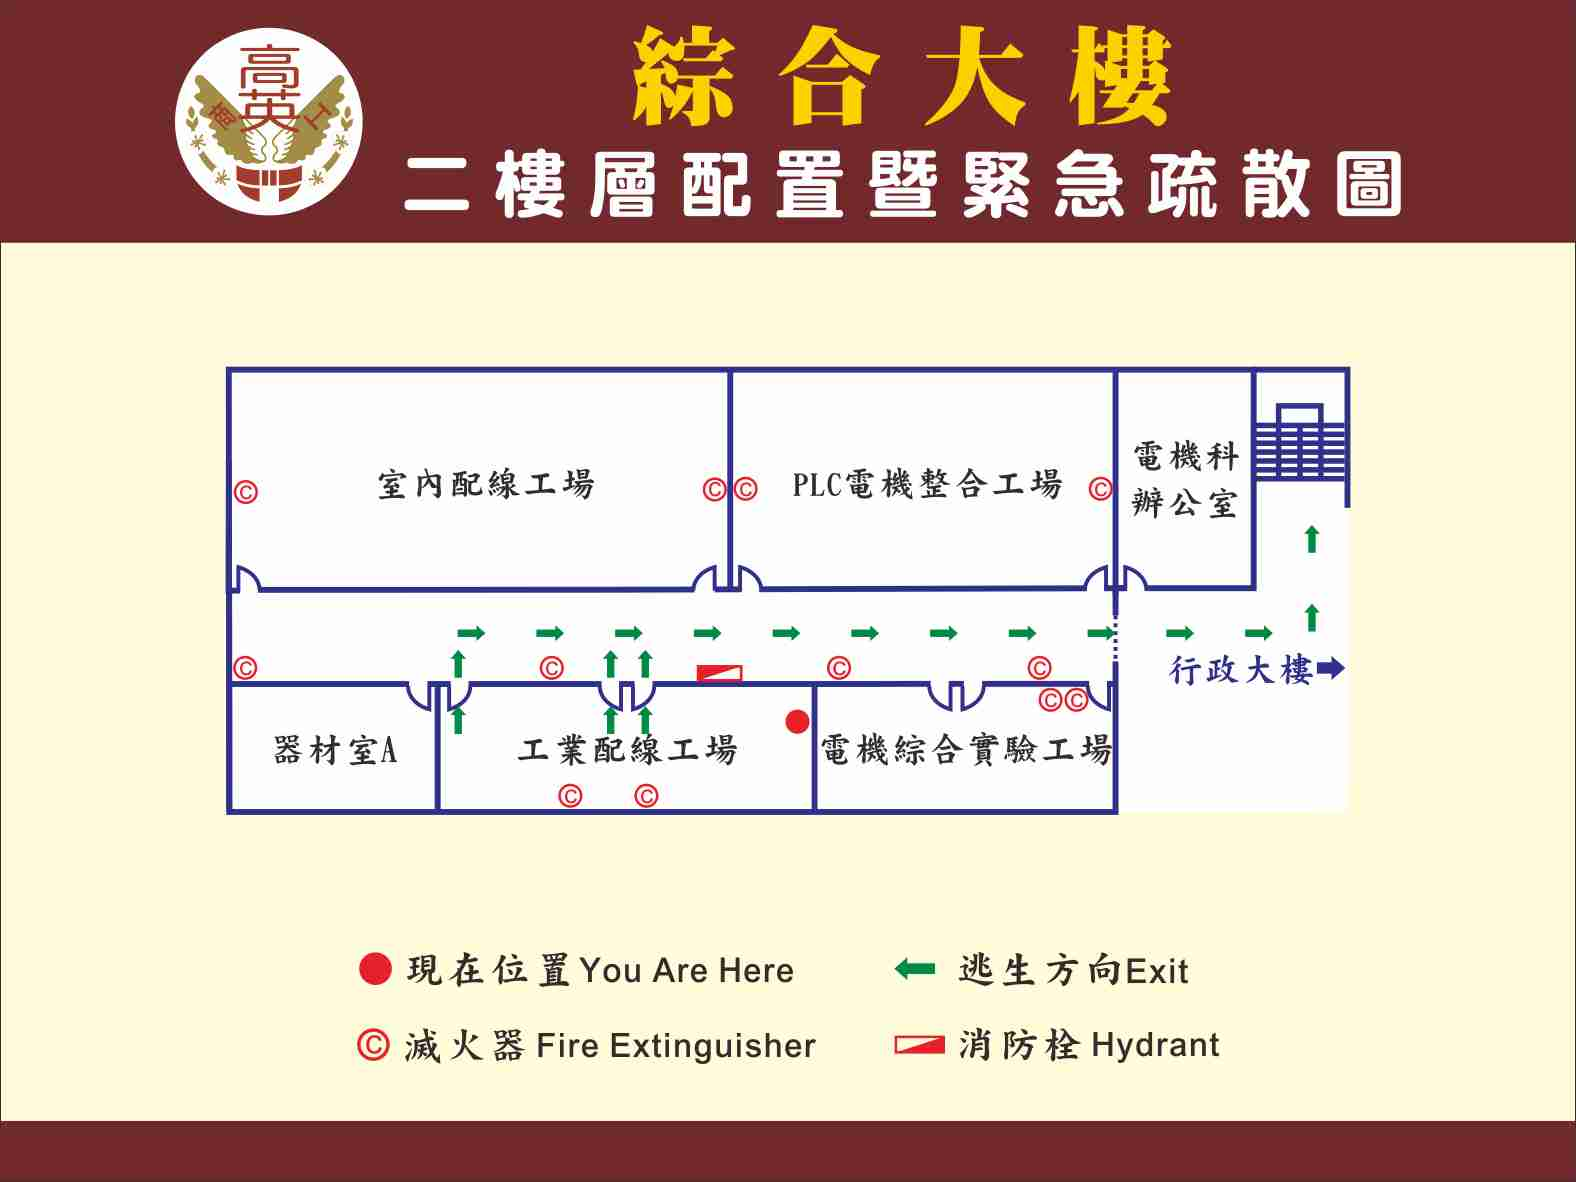 高英
商工
綜合大樓
二樓層配置暨緊急疏散圖
室內配線工場
PLC電機整合工場
電機科
辦公室
行政大樓
器材室A
工業配線工場
電機綜合實驗工場
現在位置You Are Here
逃生方向Exit
滅火器 Fire Extinguisher
消防栓 Hydrant